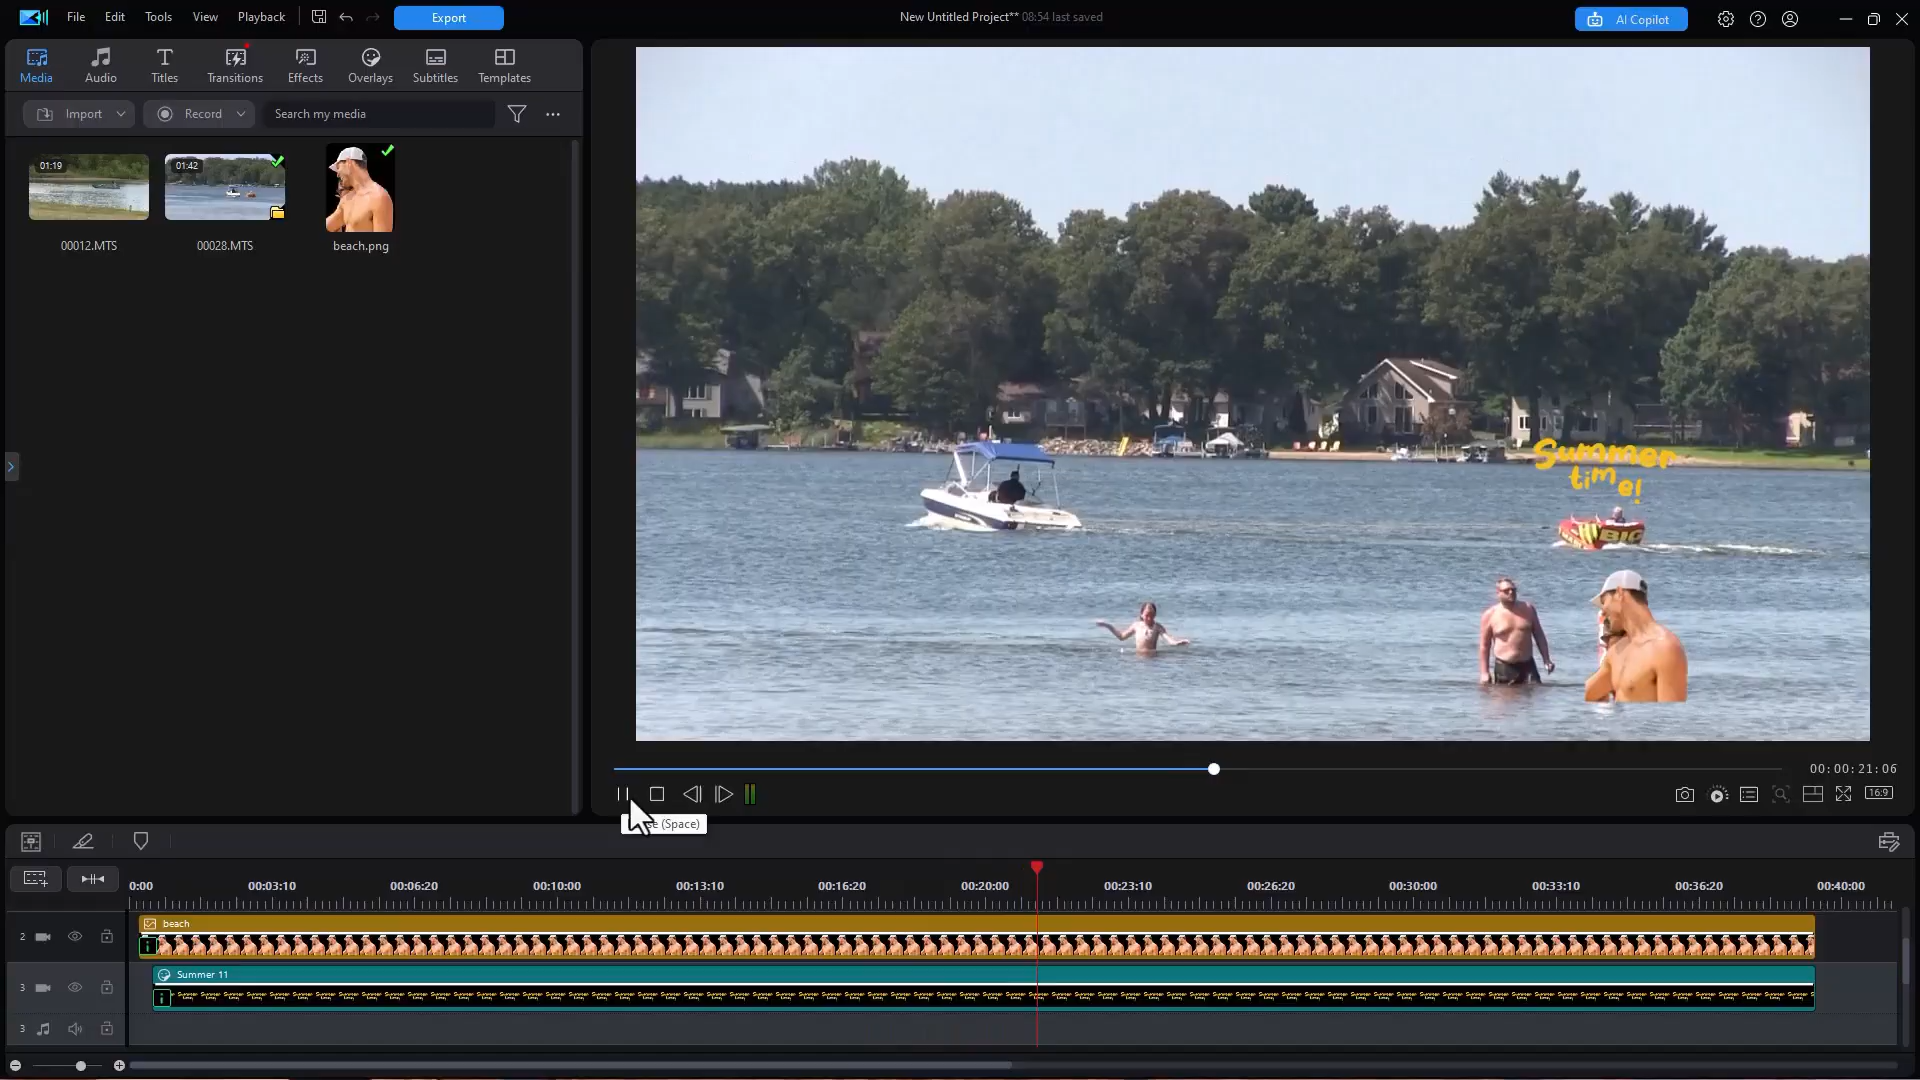 File Edit Tools View Playback Export New Untitled Project** 08:54 last saved AI Copilot
Media Audio Titles Transitions Effects Overlays Subtitles Templates
Import Record Search my media
01:19 01:42
00012.MTS 00028.MTS beach.png
Summer
time!
BIG
00:00:21:06
16:9
(Space)
0:00 00:03:10 00:06:20 00:10:00 00:13:10 00:16:20 00:20:00 00:23:10 00:26:20 00:30:00 00:33:10 00:36:20 00:40:00
beach
2
Summer 11
3
3